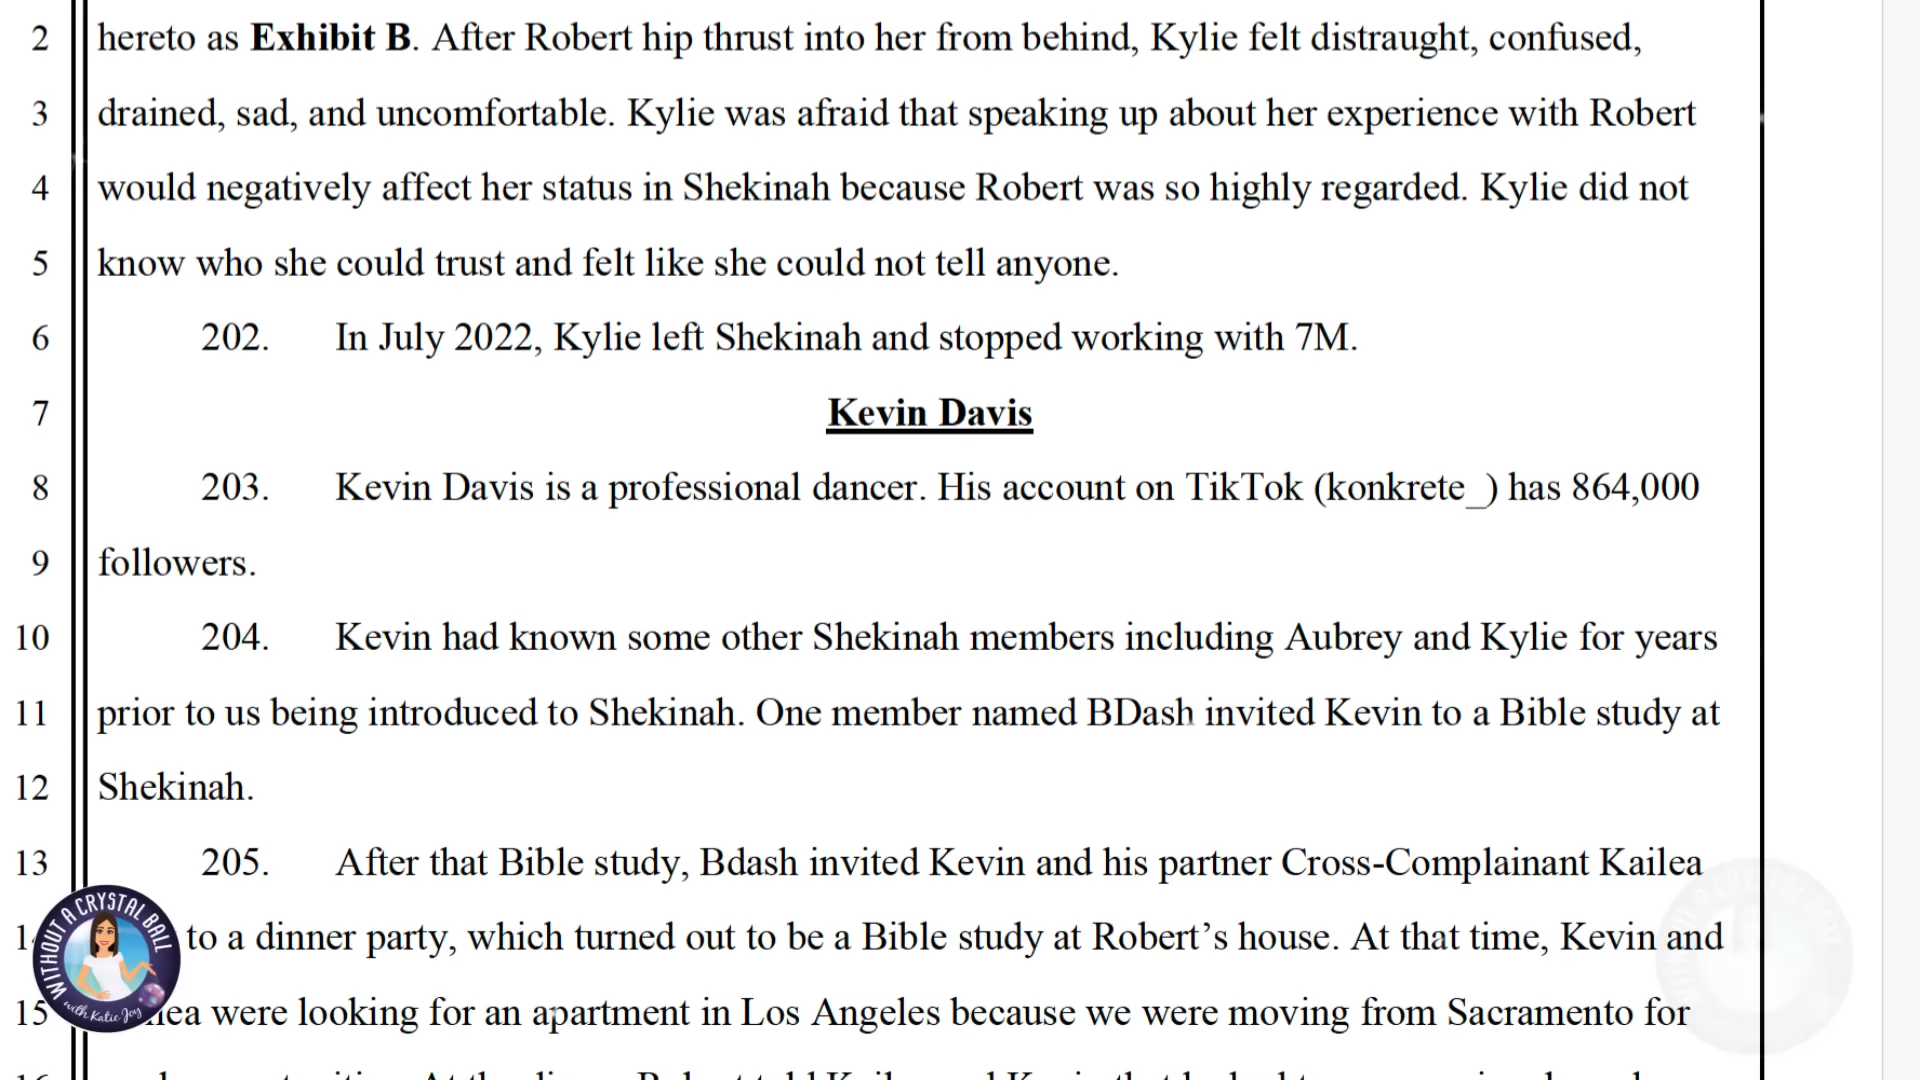 2 hereto as Exhibit B. After Robert hip thrust into her from behind, Kylie felt distraught, confused,
3 drained, sad, and uncomfortable. Kylie was afraid that speaking up about her experience with Robert
4 would negatively affect her status in Shekinah because Robert was so highly regarded. Kylie did not
5 know who she could trust and felt like she could not tell anyone.
6 202. In July 2022, Kylie left Shekinah and stopped working with 7M.
7 Kevin Davis
8 203. Kevin Davis is a professional dancer. His account on TikTok (konkrete_) has 864,000
9 followers.
10 204. Kevin had known some other Shekinah members including Aubrey and Kylie for years
11 prior to us being introduced to Shekinah. One member named BDash invited Kevin to a Bible study at
12 Shekinah.
13 205. After that Bible study, Bdash invited Kevin and his partner Cross-Complainant Kailea
to a dinner party, which turned out to be a Bible study at Robert’s house. At that time, Kevin and
15 were looking for an apartment in Los Angeles because we were moving from Sacramento for
WITHOUT A CRYSTAL BALL
with Katie Joy